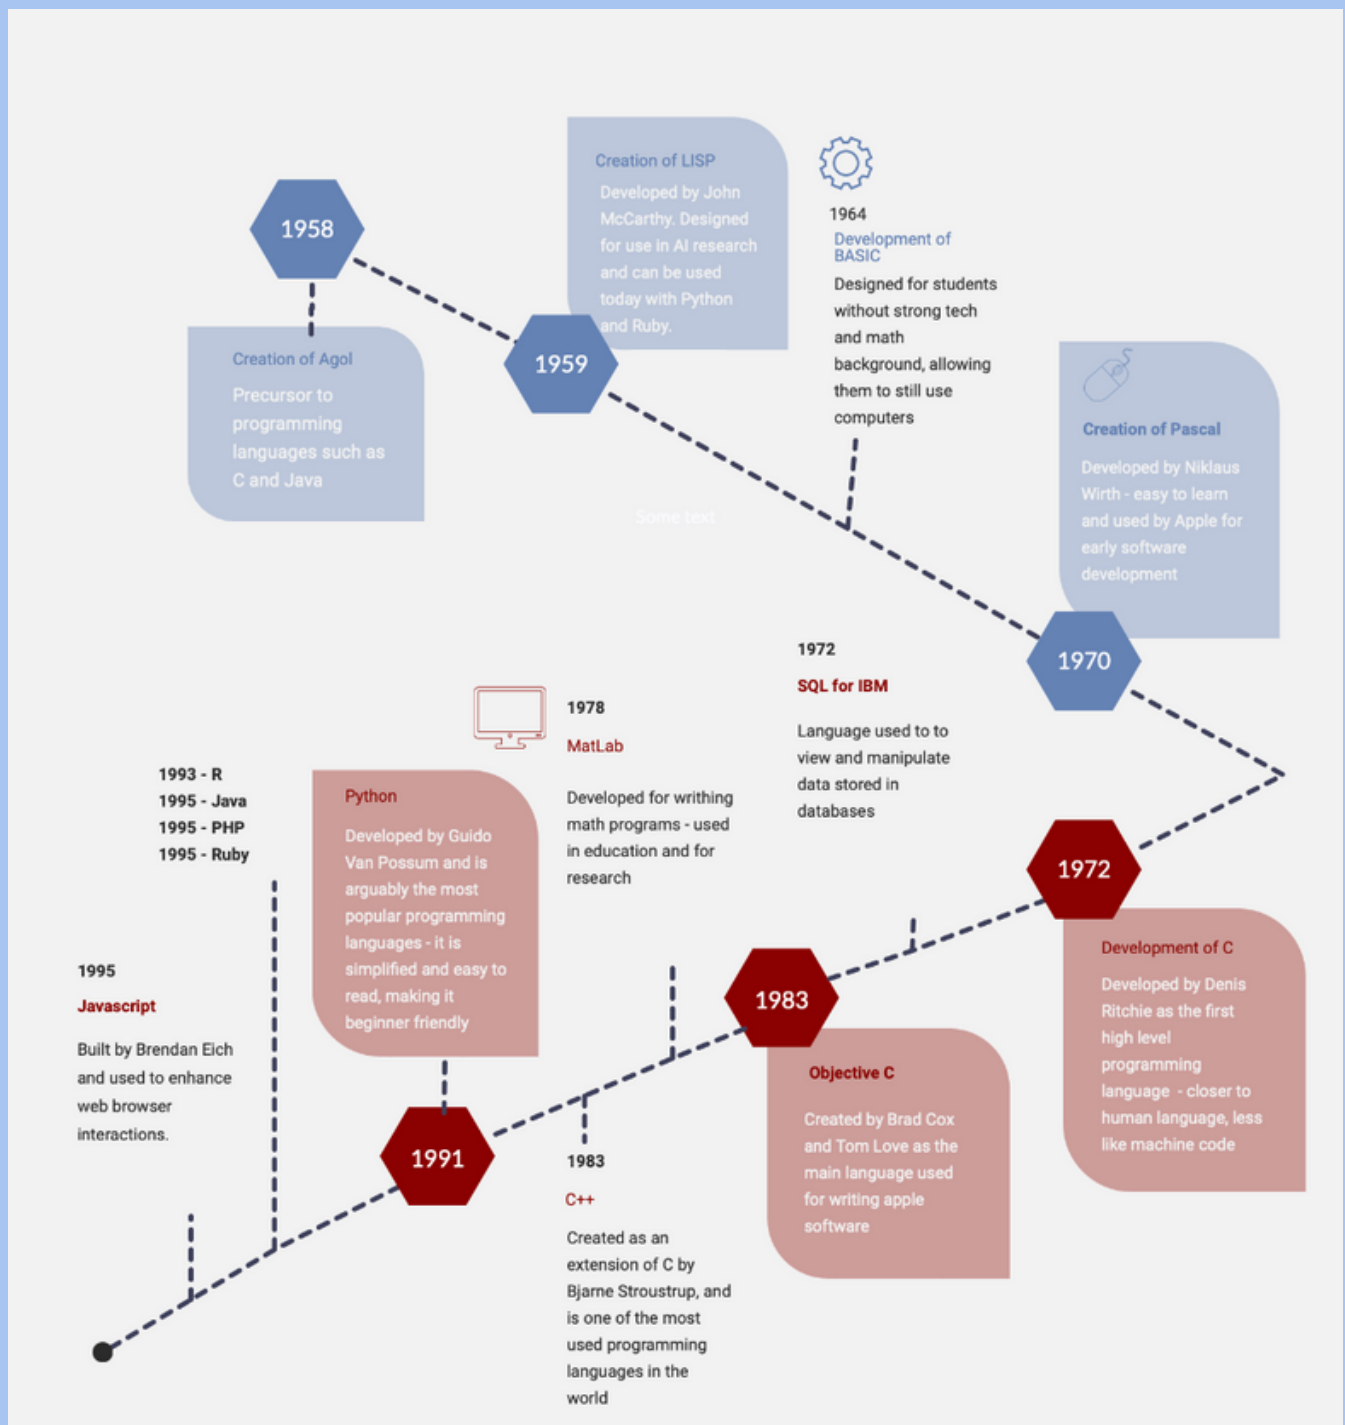 1958
Creation of Agol
Precursor to
programming
languages such as
C and Java
Creation of LISP
Developed by John
McCarthy. Designed
for use in AI research
and can be used
today with Python
and Ruby.
1959
1964
Development of
BASIC
Designed for students
without strong tech
and math
background, allowing
them to still use
computers
Some text
Creation of Pascal
Developed by Niklaus
Wirth - easy to learn
and used by Apple for
early software
development
1970
1972
SQL for IBM
Language used to to
view and manipulate
data stored in
databases
1972
Development of C
Developed by Denis
Ritchie as the first
high level
programming
language - closer to
human language, less
like machine code
1978
MatLab
Developed for writhing
math programs - used
in education and for
research
1983
Objective C
Created by Brad Cox
and Tom Love as the
main language used
for writing apple
software
1983
C++
Created as an
extension of C by
Bjarne Stroustrup, and
is one of the most
used programming
languages in the
world
Python
Developed by Guido
Van Possum and is
arguably the most
popular programming
languages - it is
simplified and easy to
read, making it
beginner friendly
1991
1993 - R
1995 - Java
1995 - PHP
1995 - Ruby
1995
Javascript
Built by Brendan Eich
and used to enhance
web browser
interactions.